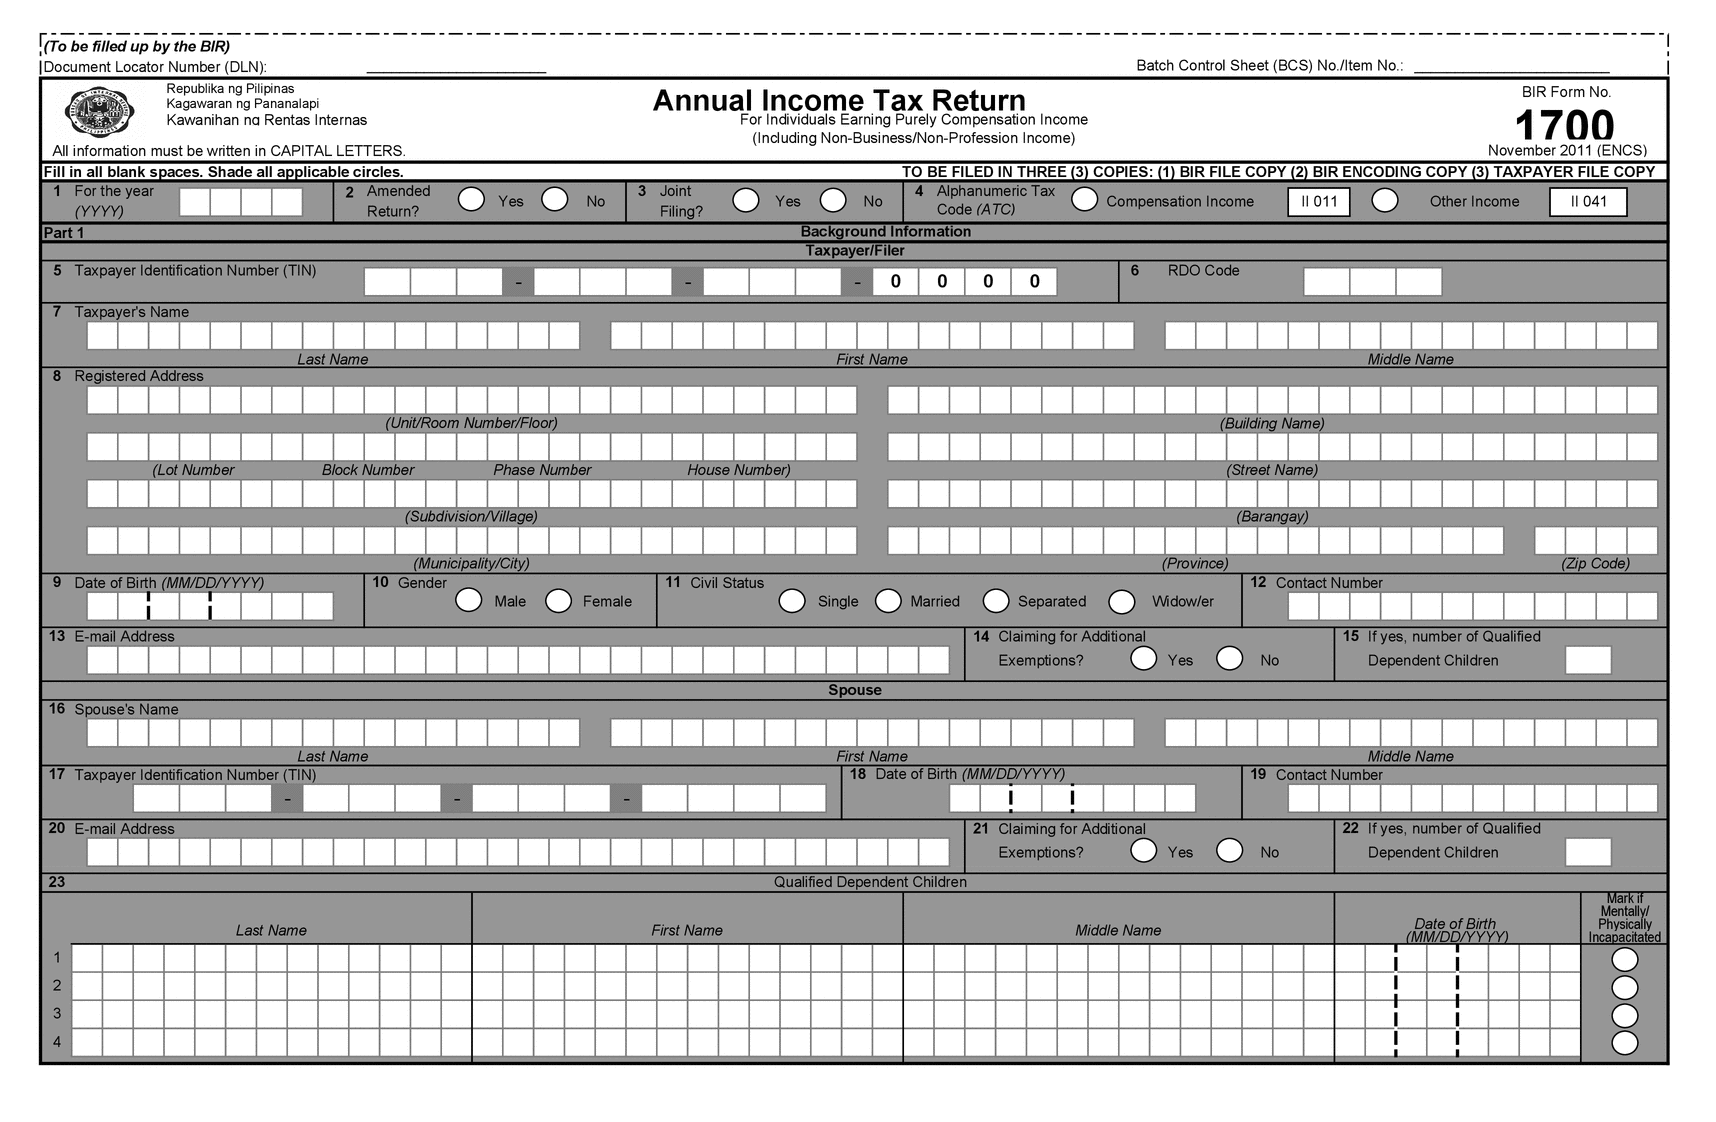 (To be filled up by the BIR)
Document Locator Number (DLN): Batch Control Sheet (BCS) No./Item No.:
Republika ng Pilipinas
Kagawaran ng Pananalapi
Kawanihan ng Rentas Internas
All information must be written in CAPITAL LETTERS.
Annual Income Tax Return
For Individuals Earning Purely Compensation Income
(Including Non-Business/Non-Profession Income)
BIR Form No.
1700
November 2011 (ENCS)
Fill in all blank spaces. Shade all applicable circles. TO BE FILED IN THREE (3) COPIES: (1) BIR FILE COPY (2) BIR ENCODING COPY (3) TAXPAYER FILE COPY
1 For the year
(YYYY)
2 Amended
Return? Yes No
3 Joint
Filing? Yes No
4 Alphanumeric Tax
Code (ATC) Compensation Income II 011 Other Income II 041
Part 1 Background Information
Taxpayer/Filer
5 Taxpayer Identification Number (TIN) - - - 0 0 0 0
6 RDO Code
7 Taxpayer's Name
Last Name First Name Middle Name
8 Registered Address
(Unit/Room Number/Floor) (Building Name)
(Lot Number Block Number Phase Number House Number) (Street Name)
(Subdivision/Village) (Barangay)
(Municipality/City) (Province) (Zip Code)
9 Date of Birth (MM/DD/YYYY)
10 Gender
Male Female
11 Civil Status
Single Married Separated Widow/er
12 Contact Number
13 E-mail Address
14 Claiming for Additional
Exemptions? Yes No
15 If yes, number of Qualified
Dependent Children
Spouse
16 Spouse's Name
Last Name First Name Middle Name
17 Taxpayer Identification Number (TIN)
- - -
18 Date of Birth (MM/DD/YYYY)
19 Contact Number
20 E-mail Address
21 Claiming for Additional
Exemptions? Yes No
22 If yes, number of Qualified
Dependent Children
23 Qualified Dependent Children
Last Name First Name Middle Name
Date of Birth
(MM/DD/YYYY)
Mark if
Mentally/
Physically
Incapacitated
1
2
3
4